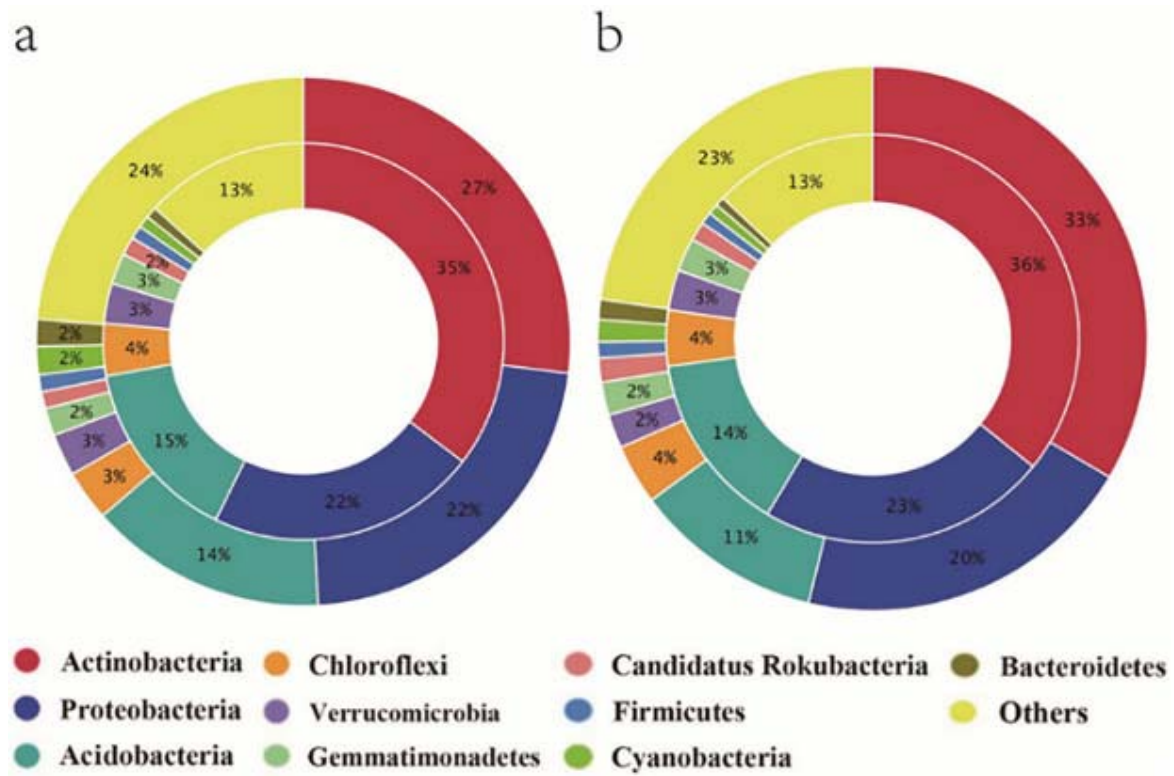 a
b
24%
13%
27%
35%
2%
3%
3%
4%
15%
22%
2%
2%
2%
3%
3%
14%
22%
23%
13%
33%
36%
3%
3%
4%
14%
23%
2%
2%
4%
11%
20%
Actinobacteria
Chloroflexi
Candidatus Rokubacteria
Bacteroidetes
Proteobacteria
Verrucomicrobia
Firmicutes
Others
Acidobacteria
Gemmatimonadetes
Cyanobacteria